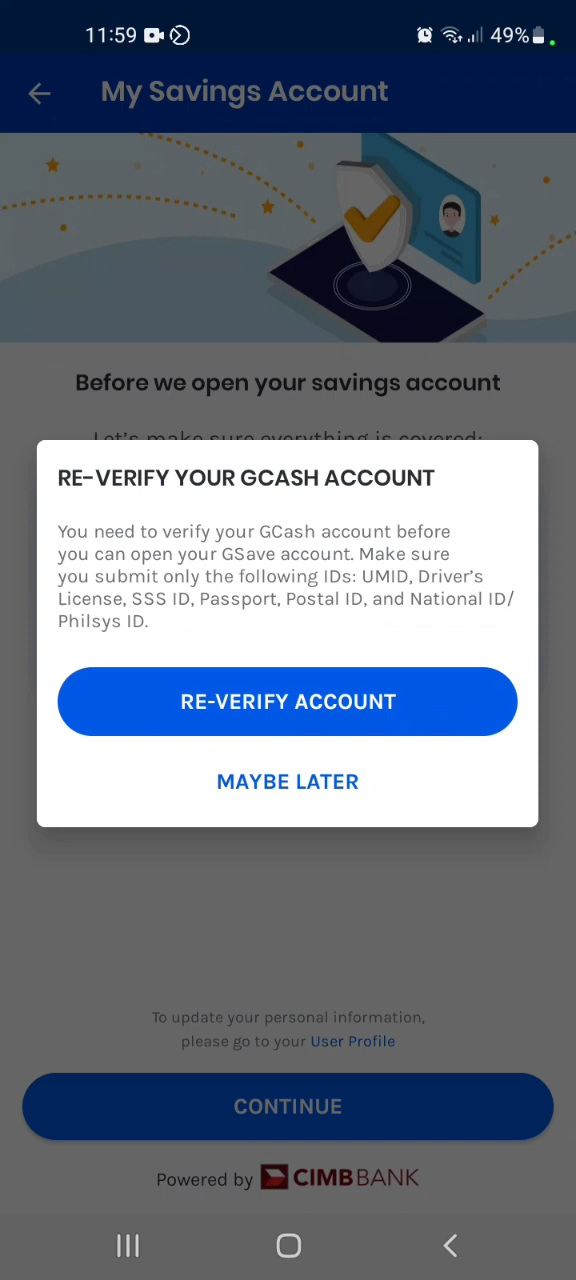 11:59
49%
My Savings Account
Before we open your savings account
Let's make sure everything is covered:
RE-VERIFY YOUR GCASH ACCOUNT
You need to verify your GCash account before
you can open your GSave account. Make sure
you submit only the following IDs: UMID, Driver's
License, SSS ID, Passport, Postal ID, and National ID/
Philsys ID.
RE-VERIFY ACCOUNT
MAYBE LATER
To update your personal information,
please go to your User Profile
CONTINUE
Powered by CIMB BANK